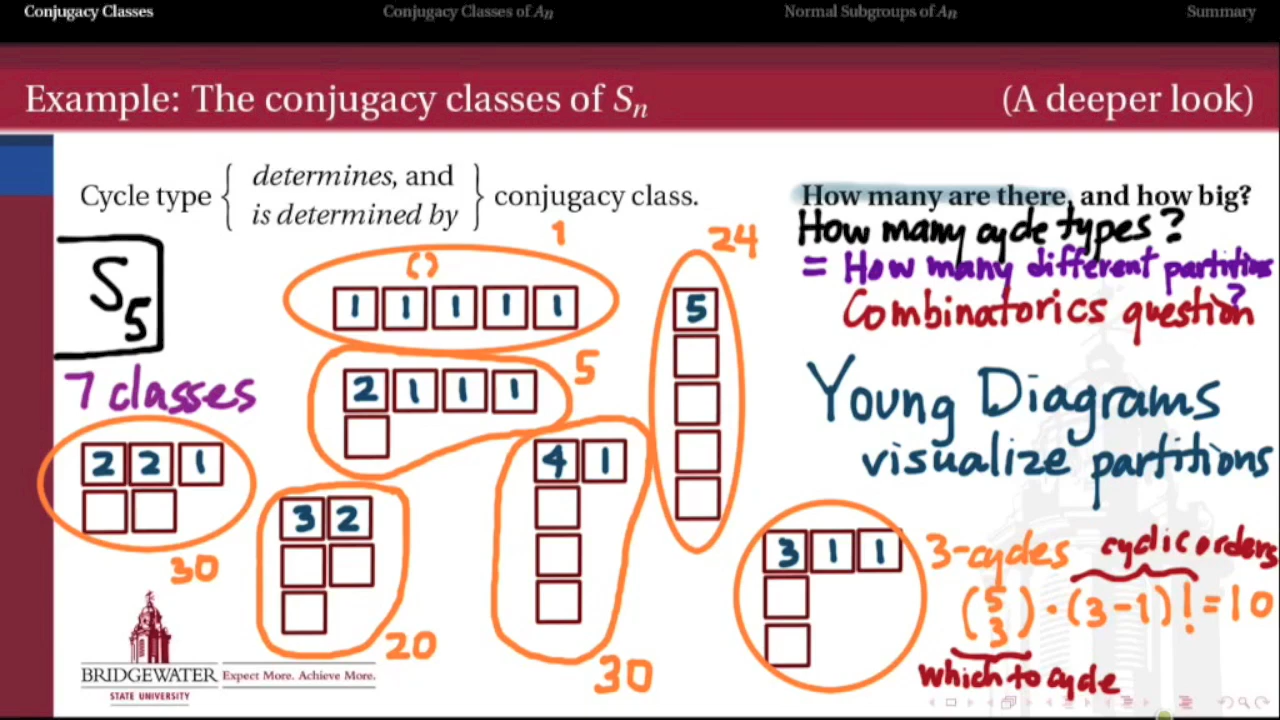 Conjugacy Classes Conjugacy Classes of Aₙ Normal Subgroups of Aₙ Summary
Example: The conjugacy classes of Sₙ (A deeper look)
Cycle type { determines, and is determined by } conjugacy class.
How many are there, and how big?
How many cycle types?
= How many different partitions?
Combinatorics question
Young Diagrams
visualize partitions
S₅
7 classes
1
()
1 1 1 1 1
5
2 1 1 1
24
5
2 2 1
30
3 2
20
4 1
30
3 1 1
3-cycles cyclic orders
(5 3) · (3-1)! = 10
which to cycle
BRIDGEWATER
STATE UNIVERSITY
Expect More. Achieve More.